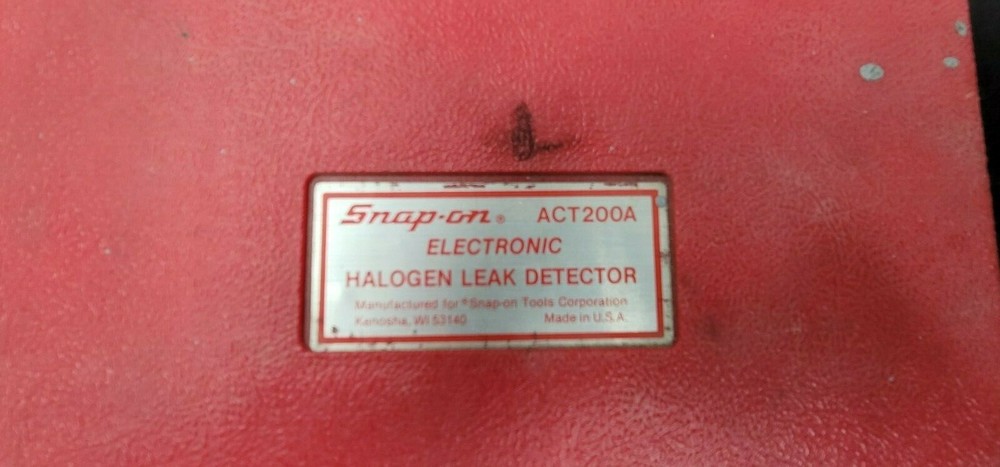 Snap-on® ACT200A
ELECTRONIC
HALOGEN LEAK DETECTOR
Manufactured for ®Snap-on Tools Corporation
Kenosha, WI 53140 Made in U.S.A.